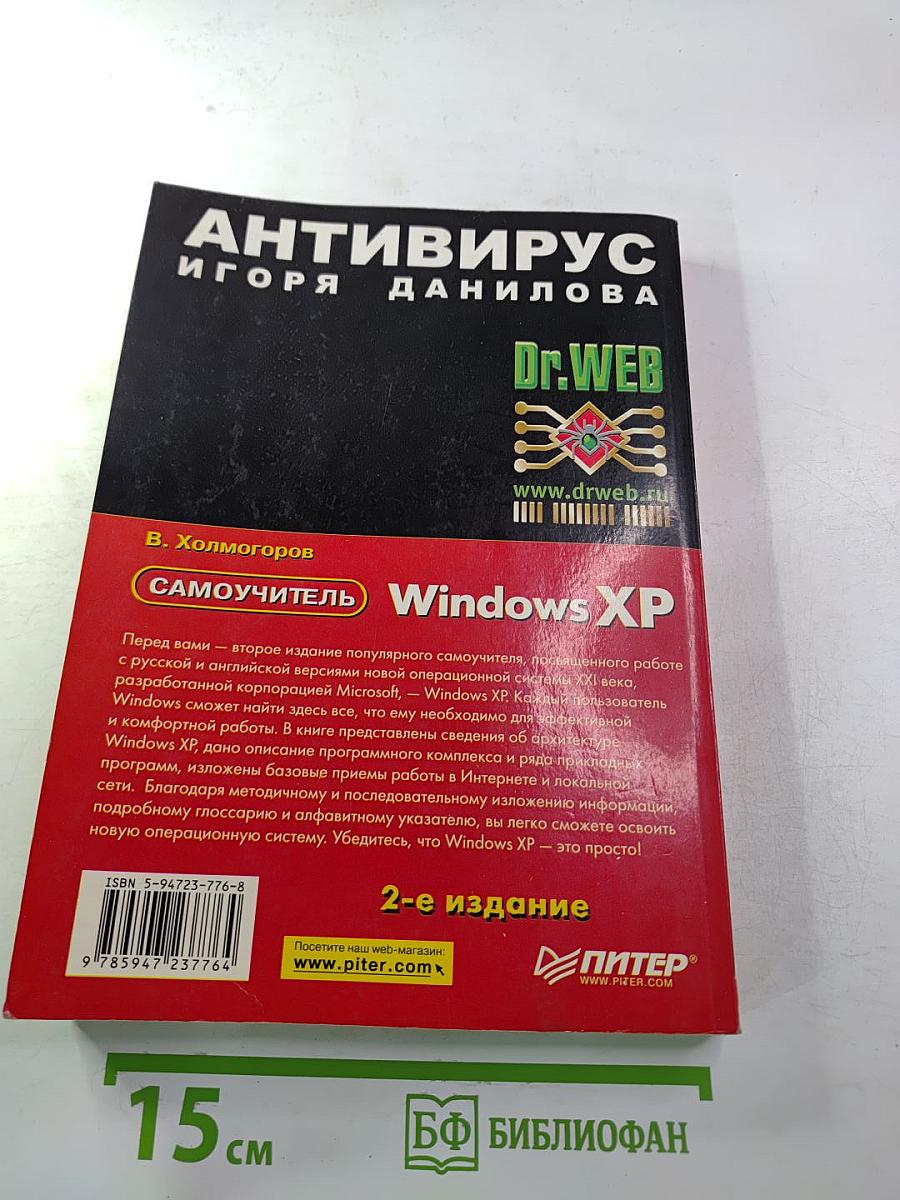 АНТИВИРУС
ИГОРЯ ДАНИЛОВА
Dr.WEB
www.drweb.ru
В. Холмогоров
САМОУЧИТЕЛЬ Windows XP
Перед вами — второе издание популярного самоучителя, посвященного работе
с русской и английской версиями новой операционной системы XXI века,
разработанной корпорацией Microsoft, — Windows XP. Каждый пользователь
Windows сможет найти здесь все, что ему необходимо для эффективной
и комфортной работы. В книге представлены сведения об архитектуре
Windows XP, дано описание программного комплекса и ряда прикладных
программ, изложены базовые приемы работы в Интернете и локальной
сети. Благодаря методичному и последовательному изложению информации,
подробному глоссарию и алфавитному указателю, вы легко сможете освоить
новую операционную систему. Убедитесь, что Windows XP — это просто!
ISBN 5-94723-776-8
9 785947 237764
2-е издание
Посетите наш web-магазин:
www.piter.com
ПИТЕР®
WWW.PITER.COM
15 см
БФ БИБЛИОФАН